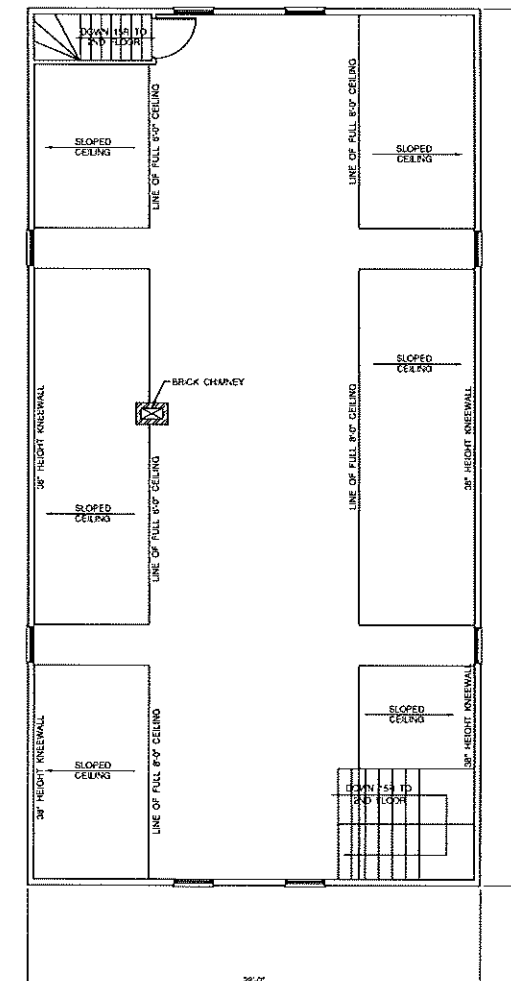 DOWN 15R TO
2ND FLOOR
SLOPED
CEILING
LINE OF FULL 8'-0" CEILING
LINE OF FULL 8'-0" CEILING
SLOPED
CEILING
38" HEIGHT KNEEWALL
BRICK CHIMNEY
SLOPED
CEILING
LINE OF FULL 8'-0" CEILING
LINE OF FULL 8'-0" CEILING
SLOPED
CEILING
38" HEIGHT KNEEWALL
38" HEIGHT KNEEWALL
SLOPED
CEILING
LINE OF FULL 8'-0" CEILING
SLOPED
CEILING
38" HEIGHT KNEEWALL
DOWN 15R TO
2ND FLOOR